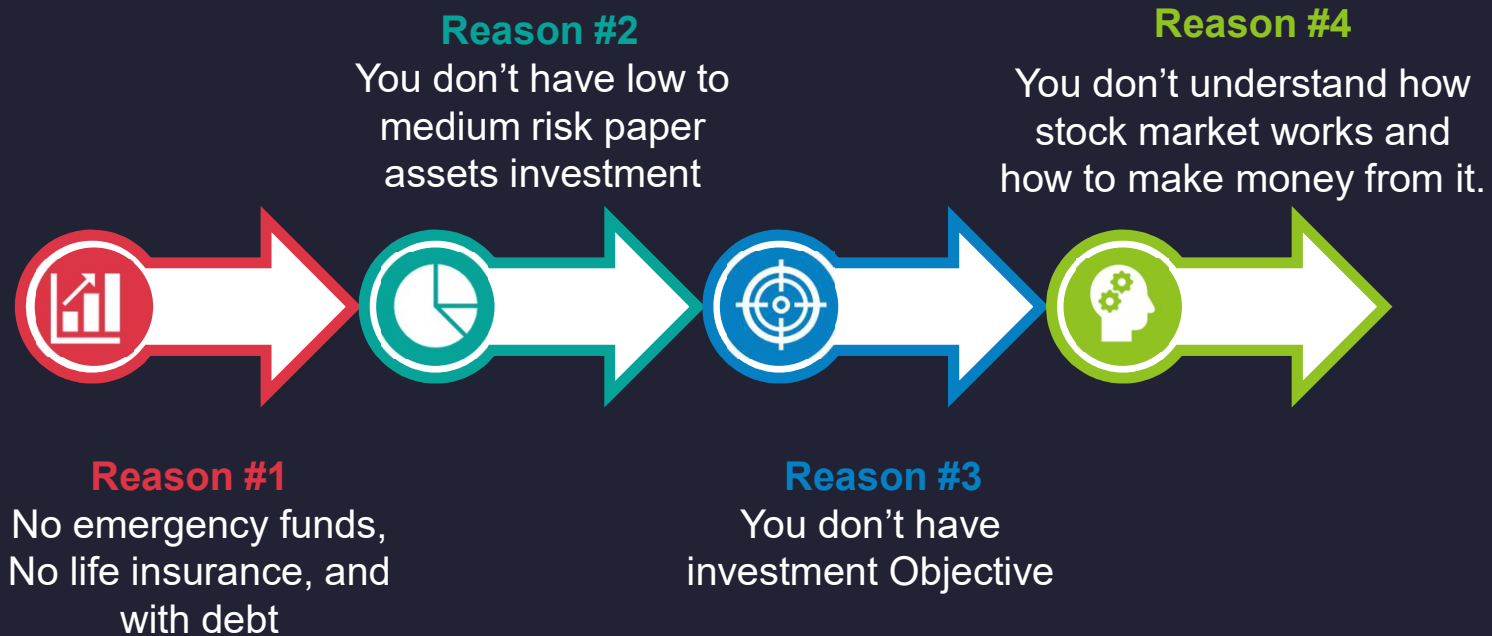 Reason #1
No emergency funds,
No life insurance, and
with debt
Reason #2
You don’t have low to
medium risk paper
assets investment
Reason #3
You don’t have
investment Objective
Reason #4
You don’t understand how
stock market works and
how to make money from it.